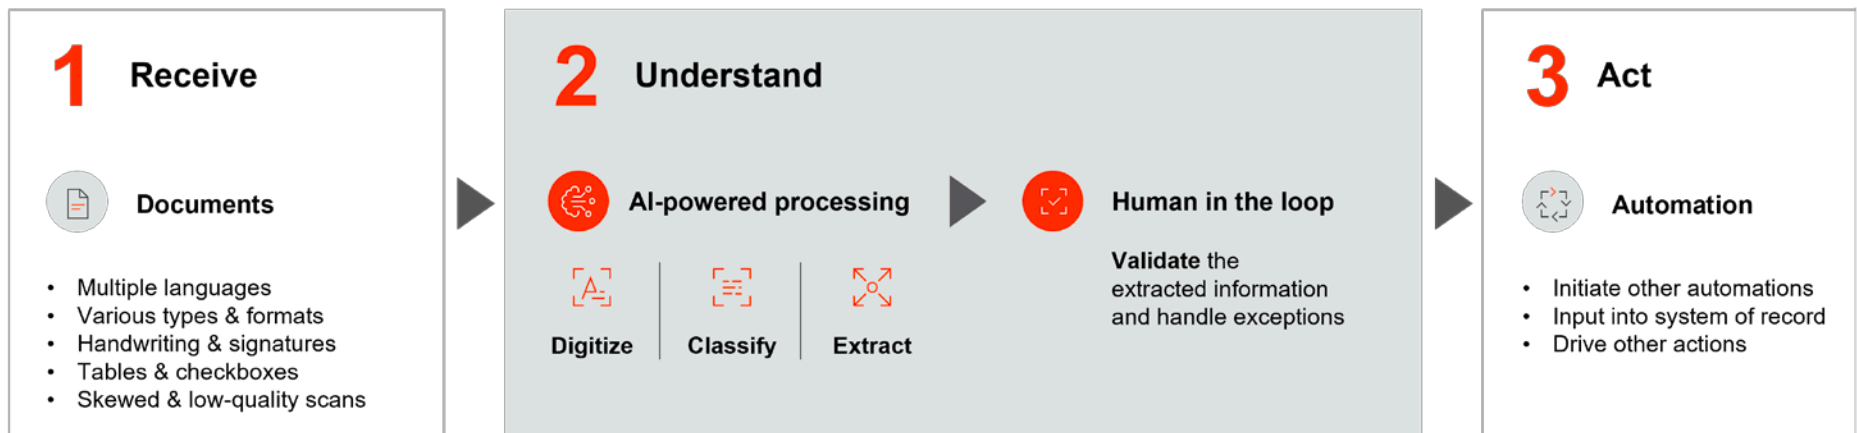 1 Receive
Documents
• Multiple languages
• Various types & formats
• Handwriting & signatures
• Tables & checkboxes
• Skewed & low-quality scans
2 Understand
AI-powered processing
Digitize
Classify
Extract
Human in the loop
Validate the
extracted information
and handle exceptions
3 Act
Automation
• Initiate other automations
• Input into system of record
• Drive other actions